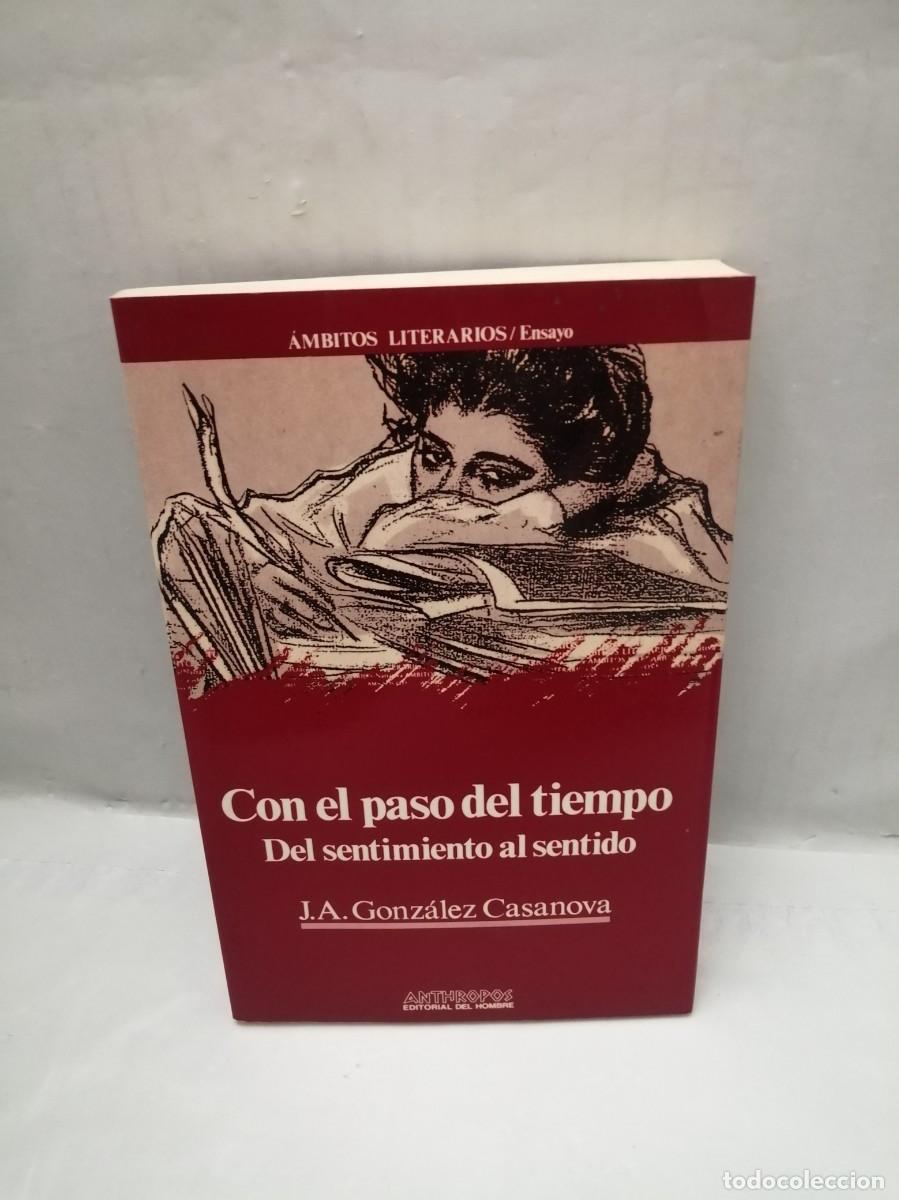 ÁMBITOS LITERARIOS/Ensayo
Con el paso del tiempo
Del sentimiento al sentido
J.A. González Casanova
ANTHROPOS
EDITORIAL DEL HOMBRE
todocoleccion